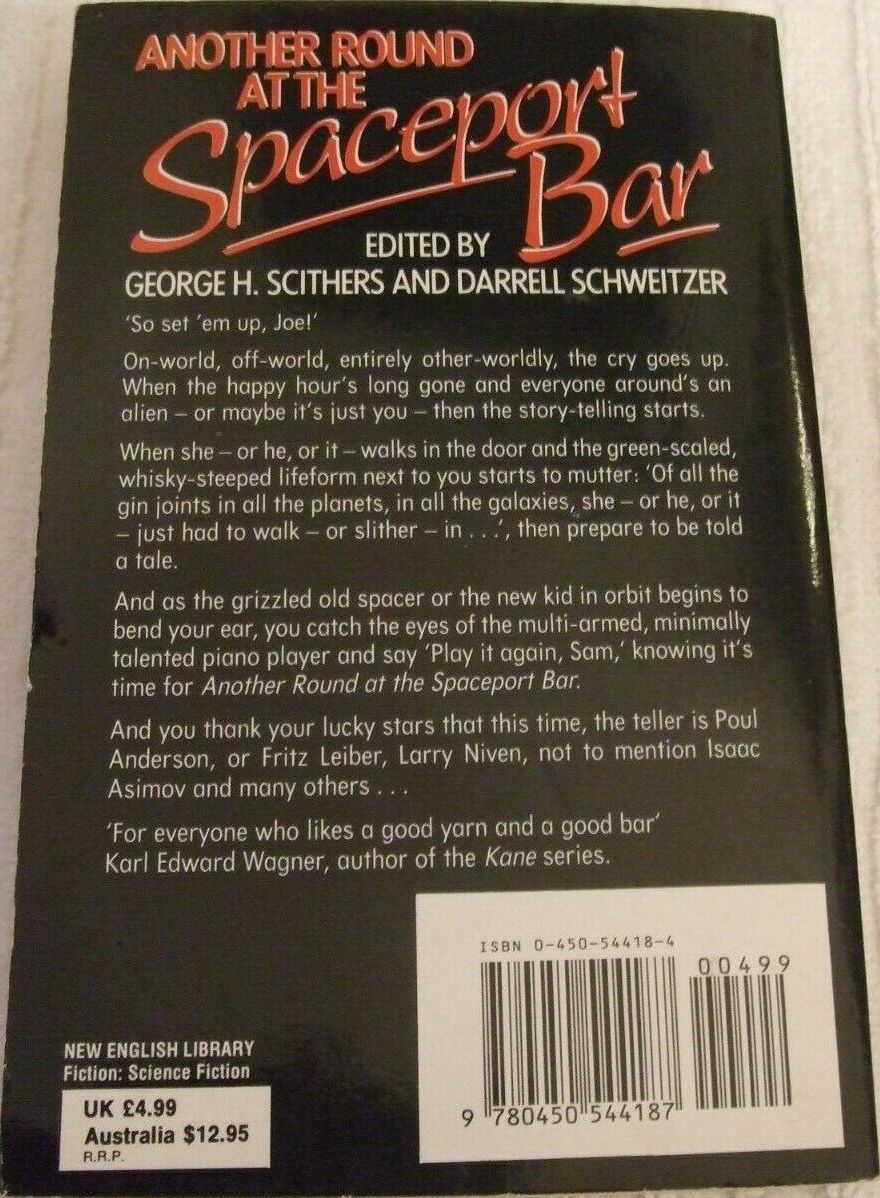 ANOTHER ROUND
AT THE
Spaceport
Bar
EDITED BY
GEORGE H. SCITHERS AND DARRELL SCHWEITZER
'So set 'em up, Joe!'
On-world, off-world, entirely other-worldly, the cry goes up.
When the happy hour's long gone and everyone around's an
alien – or maybe it's just you – then the story-telling starts.
When she – or he, or it – walks in the door and the green-scaled,
whisky-steeped lifeform next to you starts to mutter: 'Of all the
gin joints in all the planets, in all the galaxies, she – or he, or it
– just had to walk – or slither – in . . .', then prepare to be told
a tale.
And as the grizzled old spacer or the new kid in orbit begins to
bend your ear, you catch the eyes of the multi-armed, minimally
talented piano player and say 'Play it again, Sam,' knowing it's
time for Another Round at the Spaceport Bar.
And you thank your lucky stars that this time, the teller is Poul
Anderson, or Fritz Leiber, Larry Niven, not to mention Isaac
Asimov and many others . . .
'For everyone who likes a good yarn and a good bar'
Karl Edward Wagner, author of the Kane series.
ISBN 0-450-54418-4
00499
9 780450 544187
NEW ENGLISH LIBRARY
Fiction: Science Fiction
UK £4.99
Australia $12.95
R.R.P.